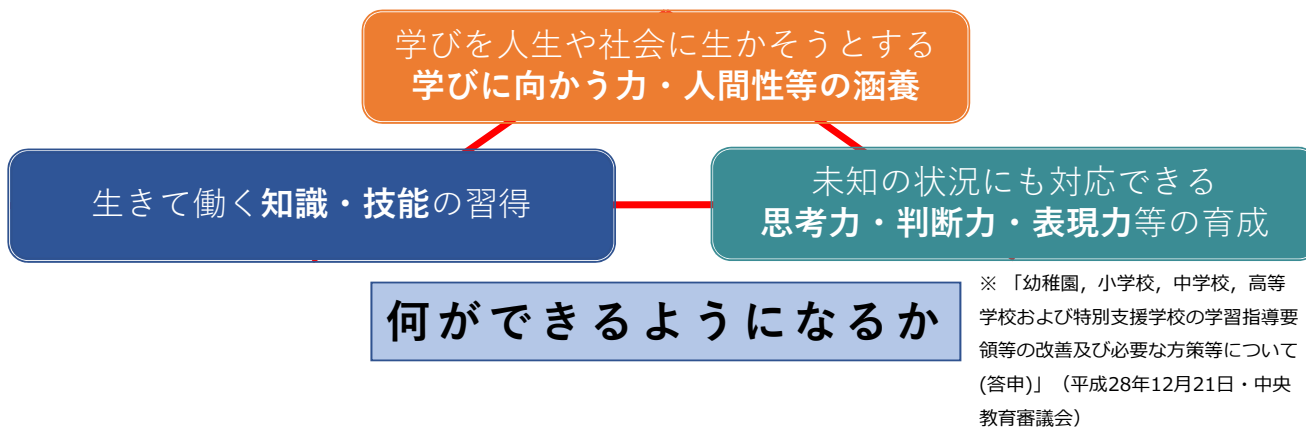 学びを人生や社会に生かそうとする
学びに向かう力・人間性等の涵養
生きて働く知識・技能の習得
未知の状況にも対応できる
思考力・判断力・表現力等の育成
何ができるようになるか
※ 「幼稚園，小学校，中学校，高等
学校および特別支援学校の学習指導要
領等の改善及び必要な方策等について
(答申)」（平成28年12月21日・中央
教育審議会）